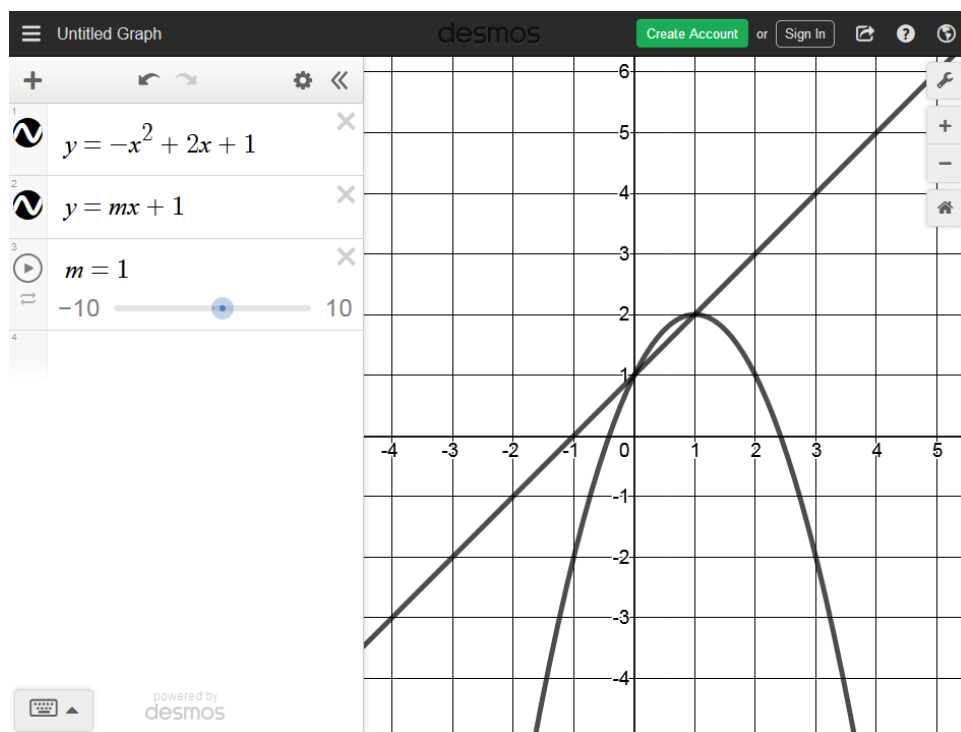 Untitled Graph
desmos
Create Account or Sign In
1
y = −x² + 2x + 1
2
y = mx + 1
3
m = 1
−10 10
4
powered by
desmos
6
5
4
3
2
1
-4 -3 -2 -1 0 1 2 3 4 5
-1
-2
-3
-4